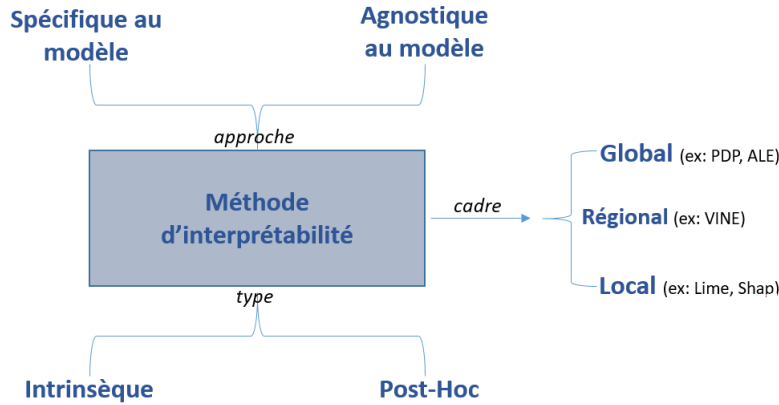 Spécifique au
modèle
Agnostique
au modèle
approche
Méthode
d'interprétabilité
cadre
Global (ex: PDP, ALE)
Régional (ex: VINE)
Local (ex: Lime, Shap)
type
Intrinsèque
Post-Hoc